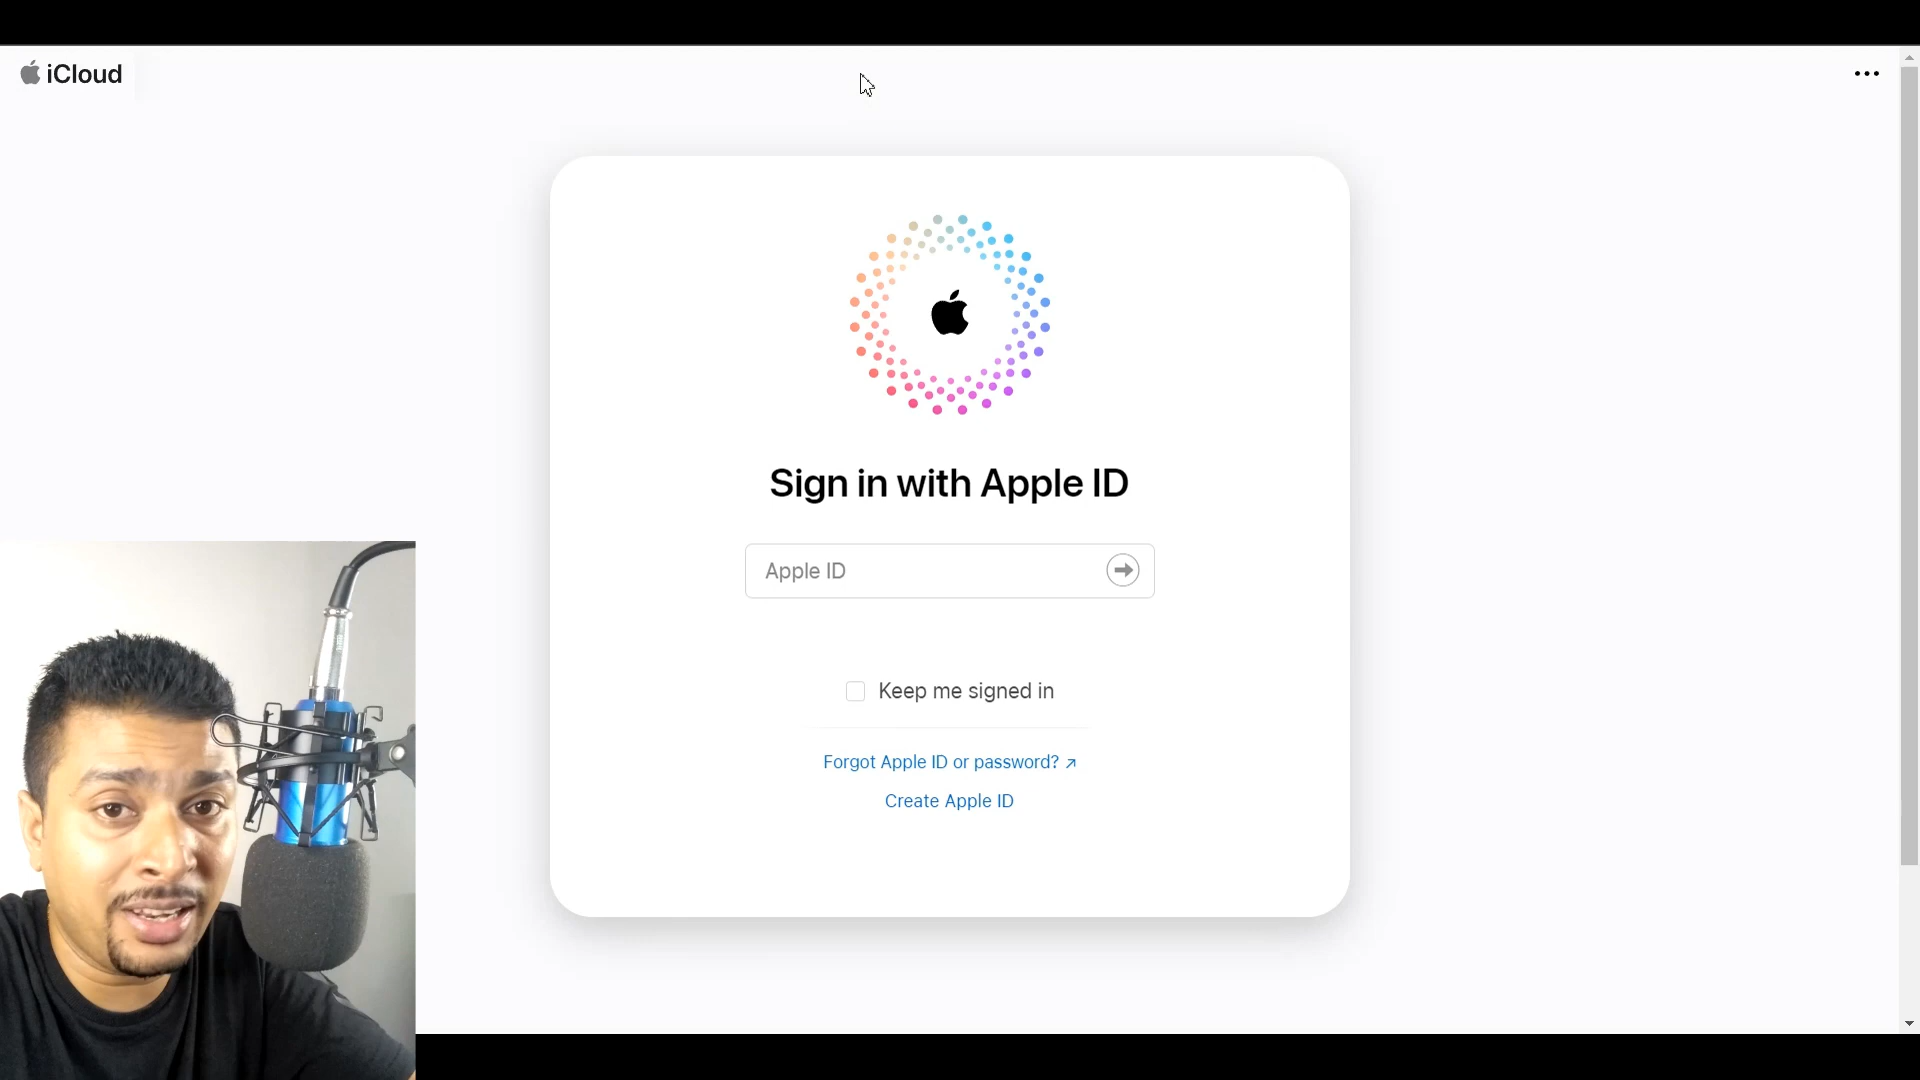 iCloud
Sign in with Apple ID
Apple ID
Keep me signed in
Forgot Apple ID or password? ↗
Create Apple ID